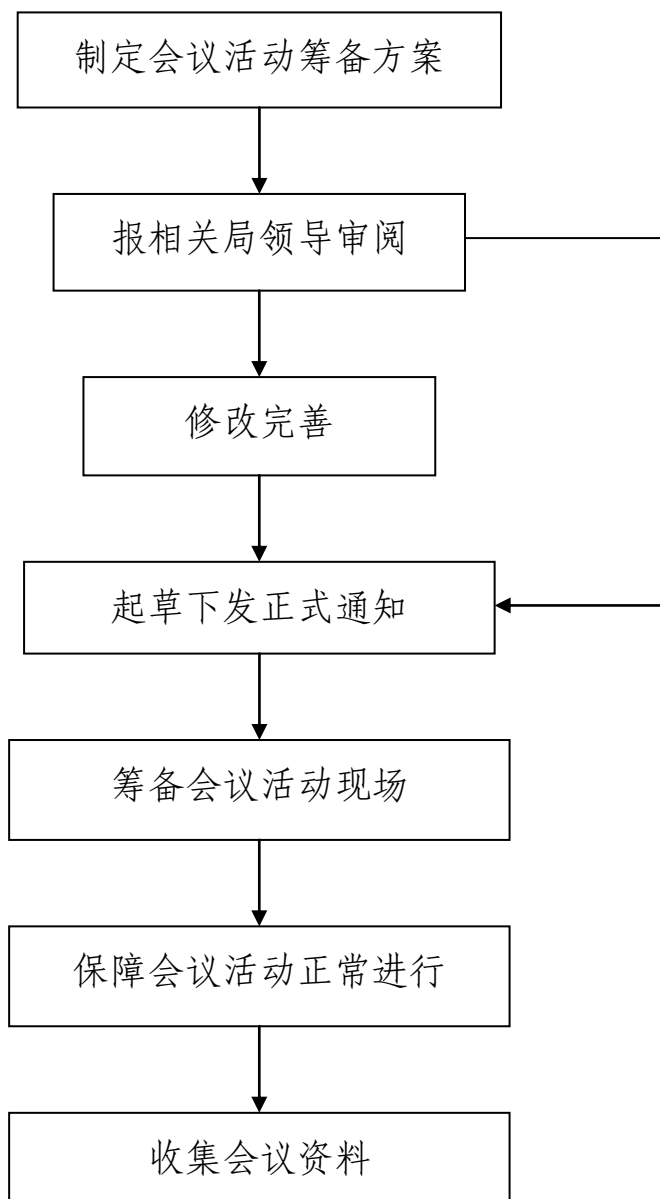 制定会议活动筹备方案
报相关局领导审阅
修改完善
起草下发正式通知
筹备会议活动现场
保障会议活动正常进行
收集会议资料